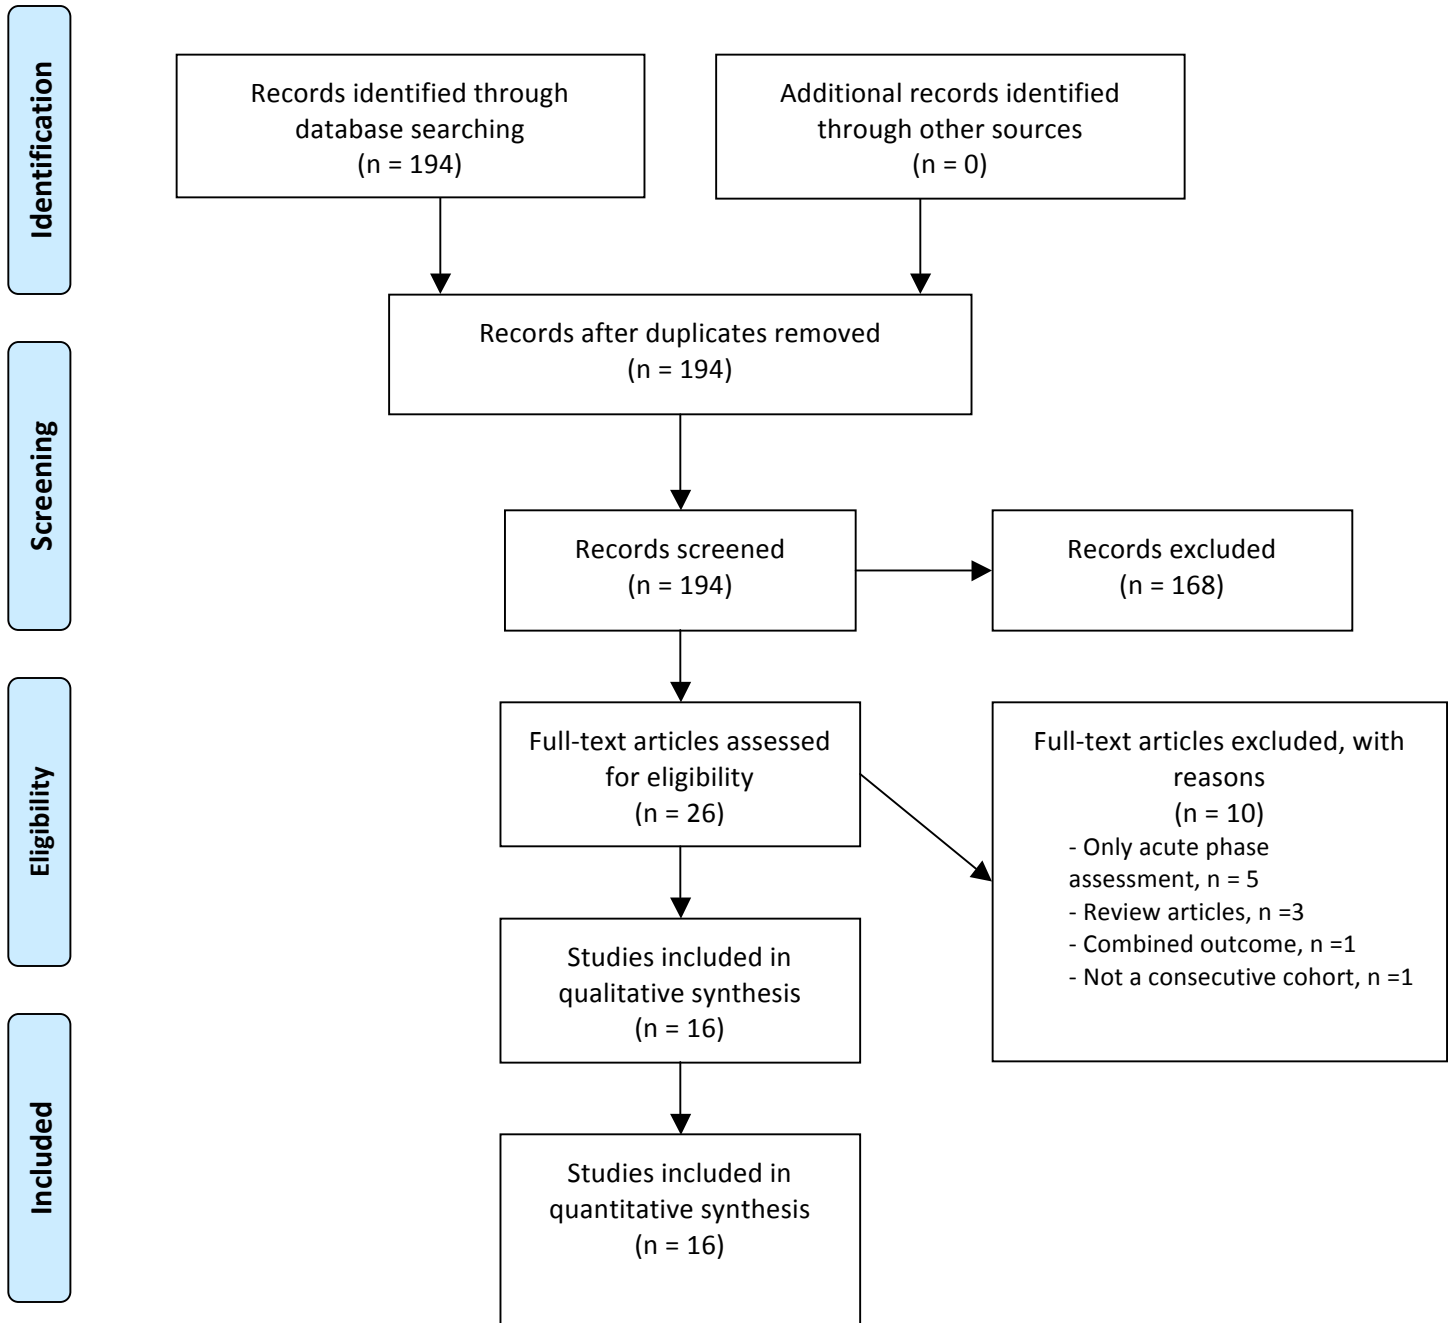 Identification
Records identified through
database searching
(n = 194)
Additional records identified
through other sources
(n = 0)
Records after duplicates removed
(n = 194)
Screening
Records screened
(n = 194)
Records excluded
(n = 168)
Eligibility
Full-text articles assessed
for eligibility
(n = 26)
Full-text articles excluded, with
reasons
(n = 10)
- Only acute phase
assessment, n = 5
- Review articles, n =3
- Combined outcome, n =1
- Not a consecutive cohort, n =1
Studies included in
qualitative synthesis
(n = 16)
Included
Studies included in
quantitative synthesis
(n = 16)